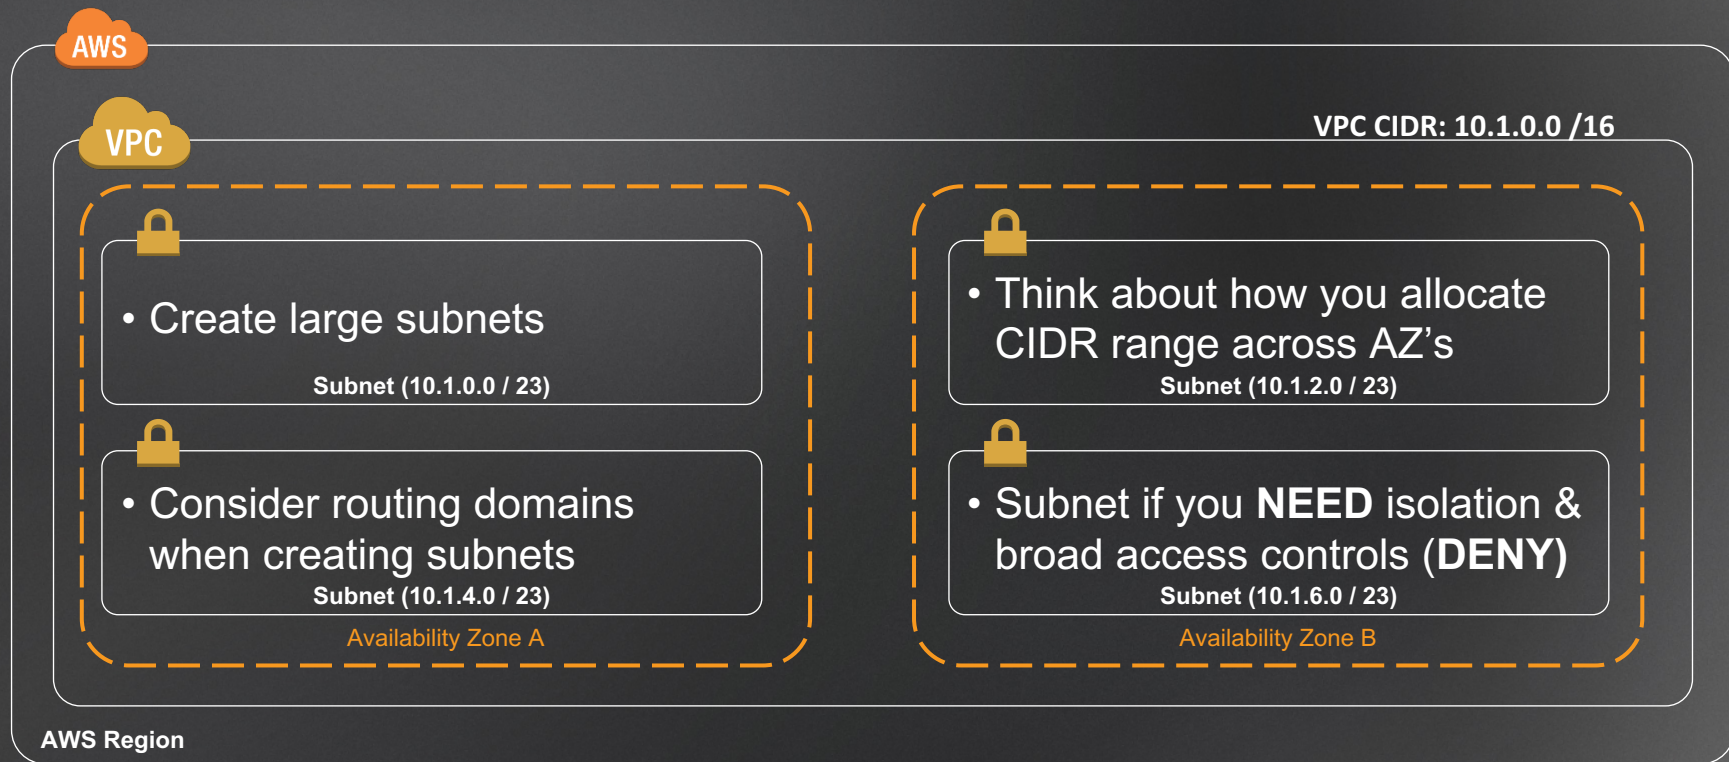 AWS
VPC
VPC CIDR: 10.1.0.0 /16
• Create large subnets
Subnet (10.1.0.0 / 23)
• Think about how you allocate
CIDR range across AZ’s
Subnet (10.1.2.0 / 23)
• Consider routing domains
when creating subnets
Subnet (10.1.4.0 / 23)
• Subnet if you NEED isolation &
broad access controls (DENY)
Subnet (10.1.6.0 / 23)
Availability Zone A
Availability Zone B
AWS Region